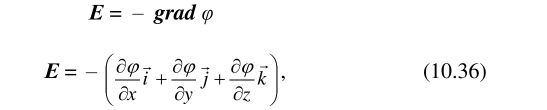 E = − grad φ
E = −(∂φ/∂x i⃗ + ∂φ/∂y j⃗ + ∂φ/∂z k⃗), (10.36)